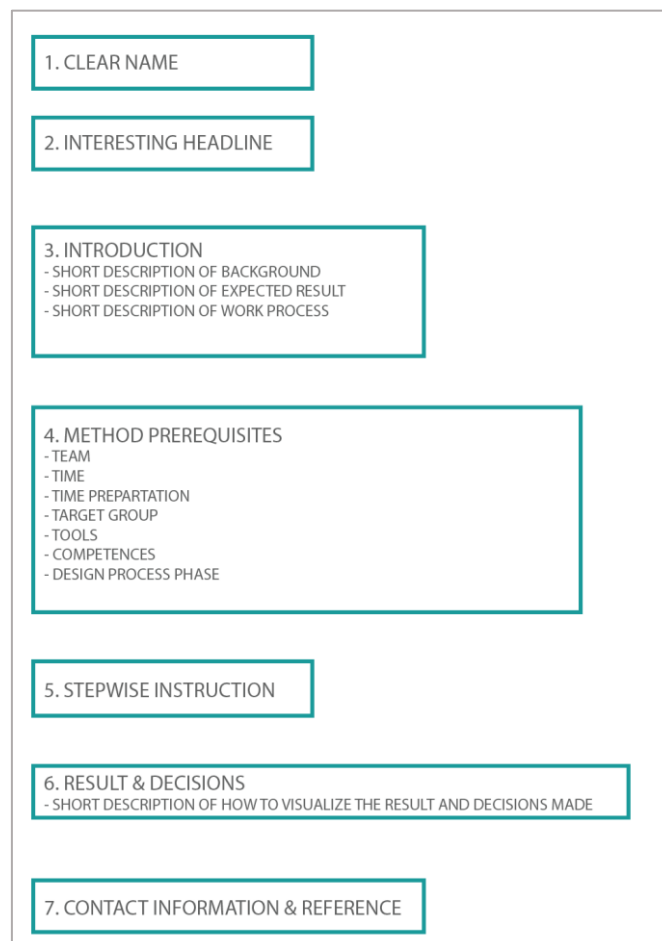 1. CLEAR NAME
2. INTERESTING HEADLINE
3. INTRODUCTION
- SHORT DESCRIPTION OF BACKGROUND
- SHORT DESCRIPTION OF EXPECTED RESULT
- SHORT DESCRIPTION OF WORK PROCESS
4. METHOD PREREQUISITES
- TEAM
- TIME
- TIME PREPARTATION
- TARGET GROUP
- TOOLS
- COMPETENCES
- DESIGN PROCESS PHASE
5. STEPWISE INSTRUCTION
6. RESULT & DECISIONS
- SHORT DESCRIPTION OF HOW TO VISUALIZE THE RESULT AND DECISIONS MADE
7. CONTACT INFORMATION & REFERENCE